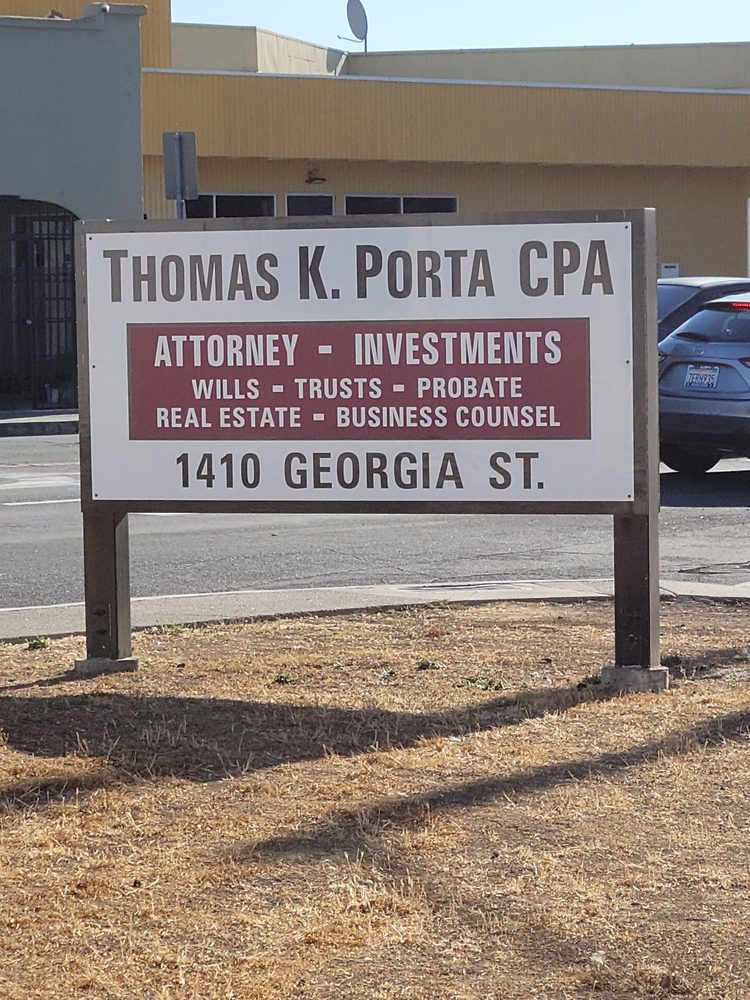 THOMAS K. PORTA CPA
ATTORNEY - INVESTMENTS
WILLS - TRUSTS - PROBATE
REAL ESTATE - BUSINESS COUNSEL
1410 GEORGIA ST.